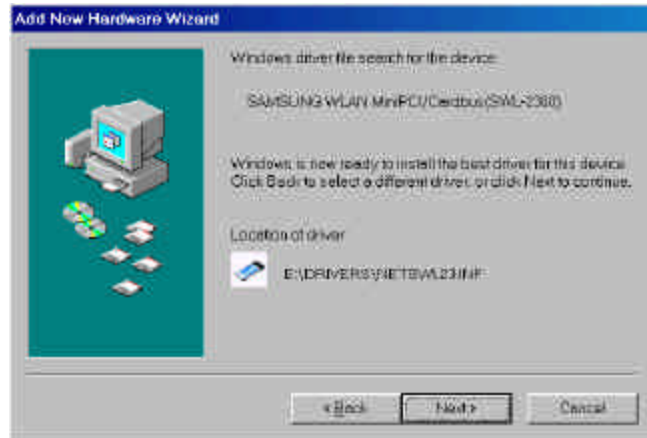 Add New Hardware Wizard
Windows driver file search for the device:
SAMSUNG WLAN MiniPCI/Cardbus(SWL-2300)
Windows is now ready to install the best driver for this device.
Click Back to select a different driver, or click Next to continue.
Location of driver:
E:\DRIVERS\NETSWL23.INF
< Back
Next >
Cancel